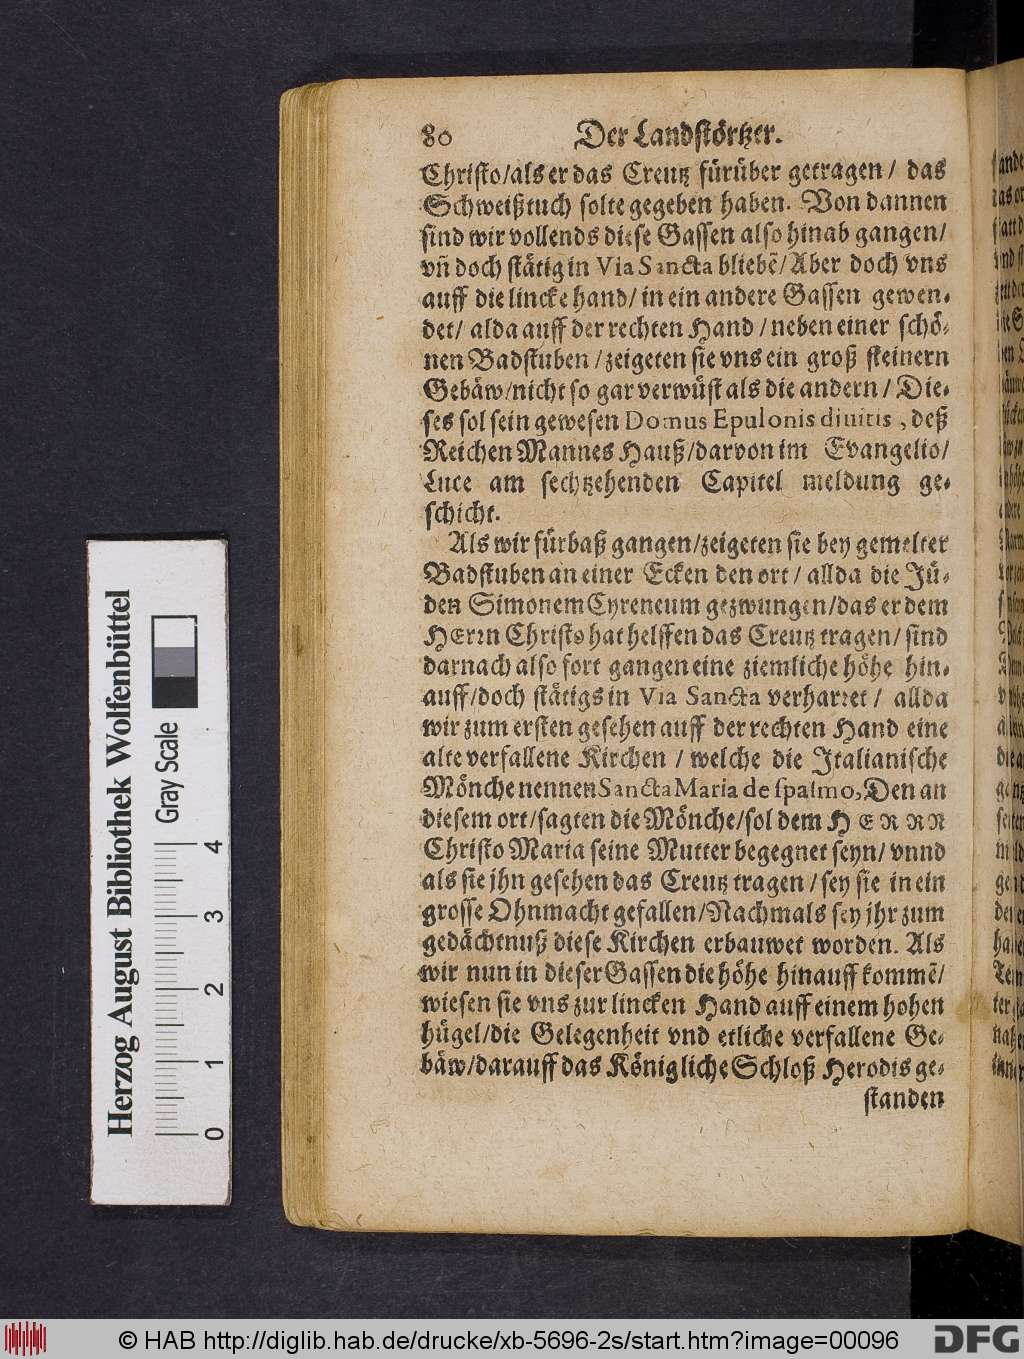 80 Der Landstörtzer.
Christo/als er das Creutz fürüber getragen/ das
Schweißtuch solte gegeben haben. Von dannen
sind wir vollends diese Gassen also hinab gangen/
vñ doch stätig in Via Sancta bliebẽ/Aber doch vns
auff die lincke hand/in ein andere Gassen gewen-
det/ alda auff der rechten Hand/neben einer schö-
nen Badstuben/zeigeten sie vns ein groß steinern
Gebäw/nicht so gar verwüst als die andern/Die-
ses sol sein gewesen Domus Epulonis diuitis, deß
Reichen Mannes Hauß/darvon im Evangelio/
Luce am sechtzehenden Capitel meldung ge-
schicht.
Als wir fürbaß gangen/zeigeten sie bey gemelter
Badstuben an einer Ecken den ort/ allda die Jü-
den Simonem Cyreneum gezwungen/das er dem
HErrn Christo hat helffen das Creutz tragen/ sind
darnach also fort gangen eine ziemliche höhe hin-
auff/doch stätigs in Via Sancta verharret/ allda
wir zum ersten gesehen auff der rechten Hand eine
alte verfallene Kirchen/ welche die Italianische
Mönche nennen Sancta Maria de spalmo, Den an
diesem ort/sagten die Mönche/sol dem HERRN
Christo Maria seine Mutter begegnet seyn/ vnnd
als sie jhn gesehen das Creutz tragen/sey sie in ein
grosse Ohnmacht gefallen/Nachmals sey jhr zum
gedächtnuß diese Kirchen erbauwet worden. Als
wir nun in dieser Gassen die höhe hinauff kommẽ/
wiesen sie vns zur lincken Hand auff einem hohen
hügel/die Gelegenheit vnd etliche verfallene Ge-
bäw/darauff das Königliche Schloß Herodis ge-
standen
Herzog August Bibliothek Wolfenbüttel
Gray Scale
0 1 2 3 4
© HAB http://diglib.hab.de/drucke/xb-5696-2s/start.htm?image=00096
DFG